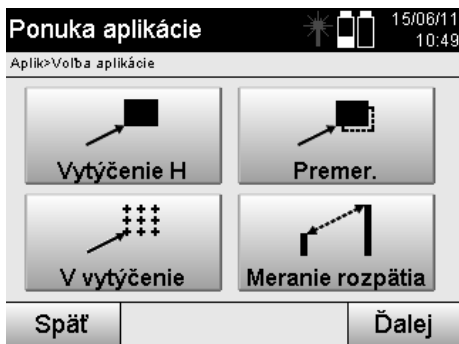 Ponuka aplikácie
15/06/11
10:49
Aplik>Voľba aplikácie
Vytýčenie H
Premer.
V vytýčenie
Meranie rozpätia
Späť
Ďalej